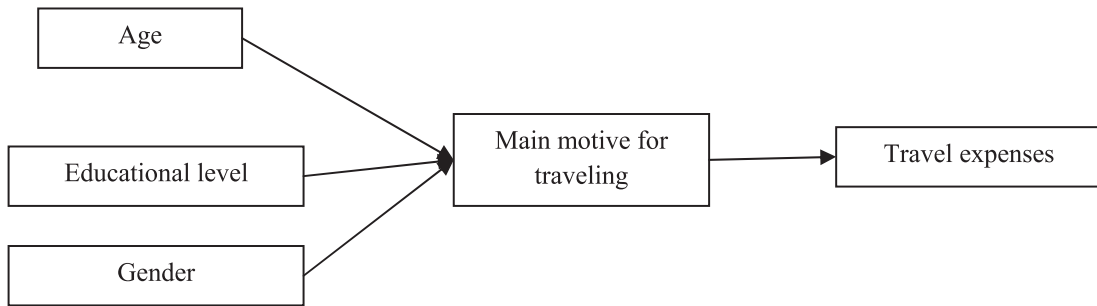 Age
Educational level
Gender
Main motive for
traveling
Travel expenses